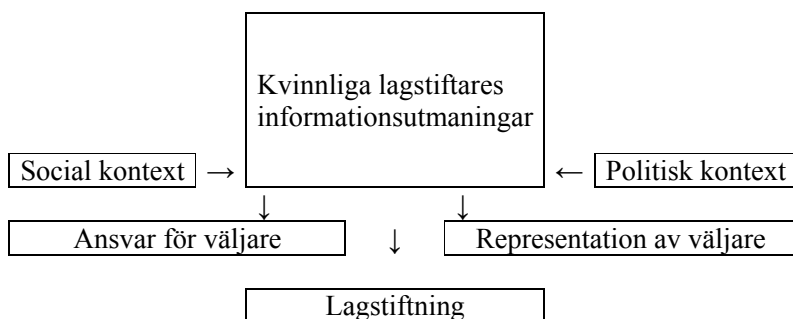 Kvinnliga lagstiftares
informationsutmaningar
Social kontext → ← Politisk kontext
↓ ↓
Ansvar för väljare ↓ Representation av väljare
Lagstiftning